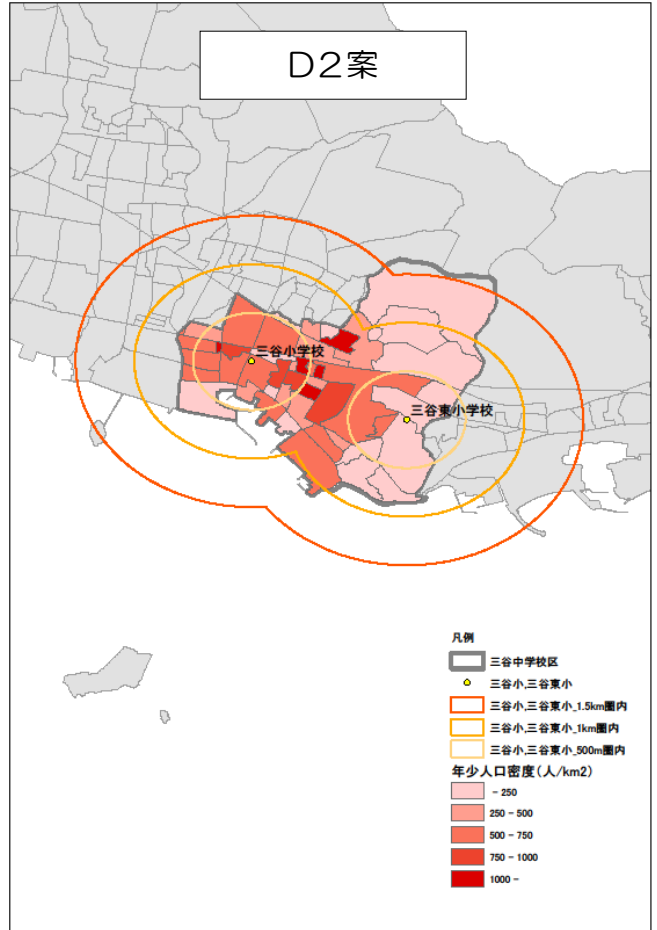 D2案
三谷小学校
三谷東小学校
凡例
三谷中学校区
三谷小,三谷東小
三谷小,三谷東小_1.5km圏内
三谷小,三谷東小_1km圏内
三谷小,三谷東小_500m圏内
年少人口密度(人/km2)
- 250
250 - 500
500 - 750
750 - 1000
1000 -